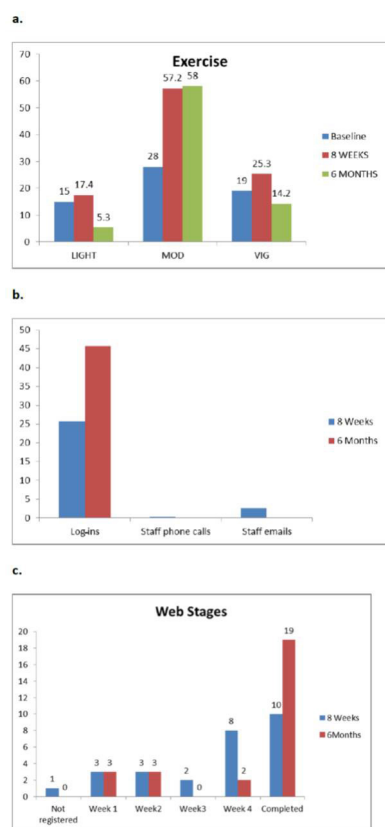 a.
Exercise
70
60
50
40
30
20
10
0
15
17.4
5.3
28
57.2
58
19
25.3
14.2
LIGHT
MOD
VIG
Baseline
8 WEEKS
6 MONTHS
b.
50
45
40
35
30
25
20
15
10
5
0
Log-ins
Staff phone calls
Staff emails
8 Weeks
6 Months
c.
Web Stages
20
18
16
14
12
10
8
6
4
2
0
1
0
3
3
3
3
2
0
8
2
10
19
Not registered
Week 1
Week2
Week3
Week 4
Completed
8 Weeks
6Months